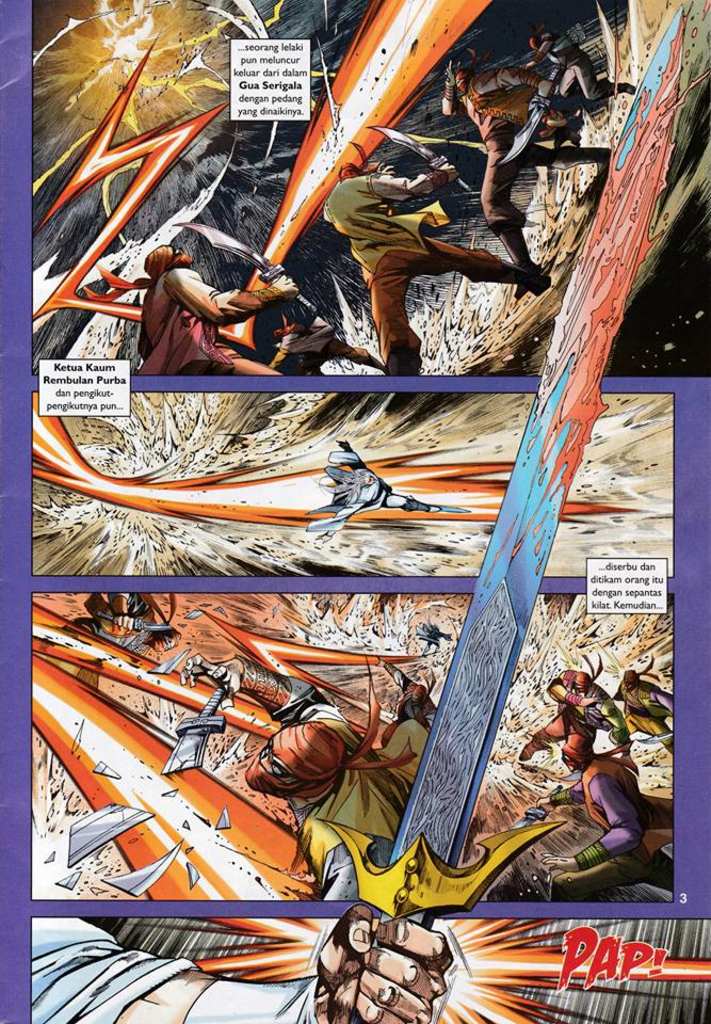 ...seorang lelaki
pun meluncur
keluar dari dalam
Gua Serigala
dengan pedang
yang dinaikinya.
Ketua Kaum
Rembulan Purba
dan pengikut-
pengikutnya pun...
...diserbu dan
ditikam orang itu
dengan sepantas
kilat. Kemudian...
3
PAP!